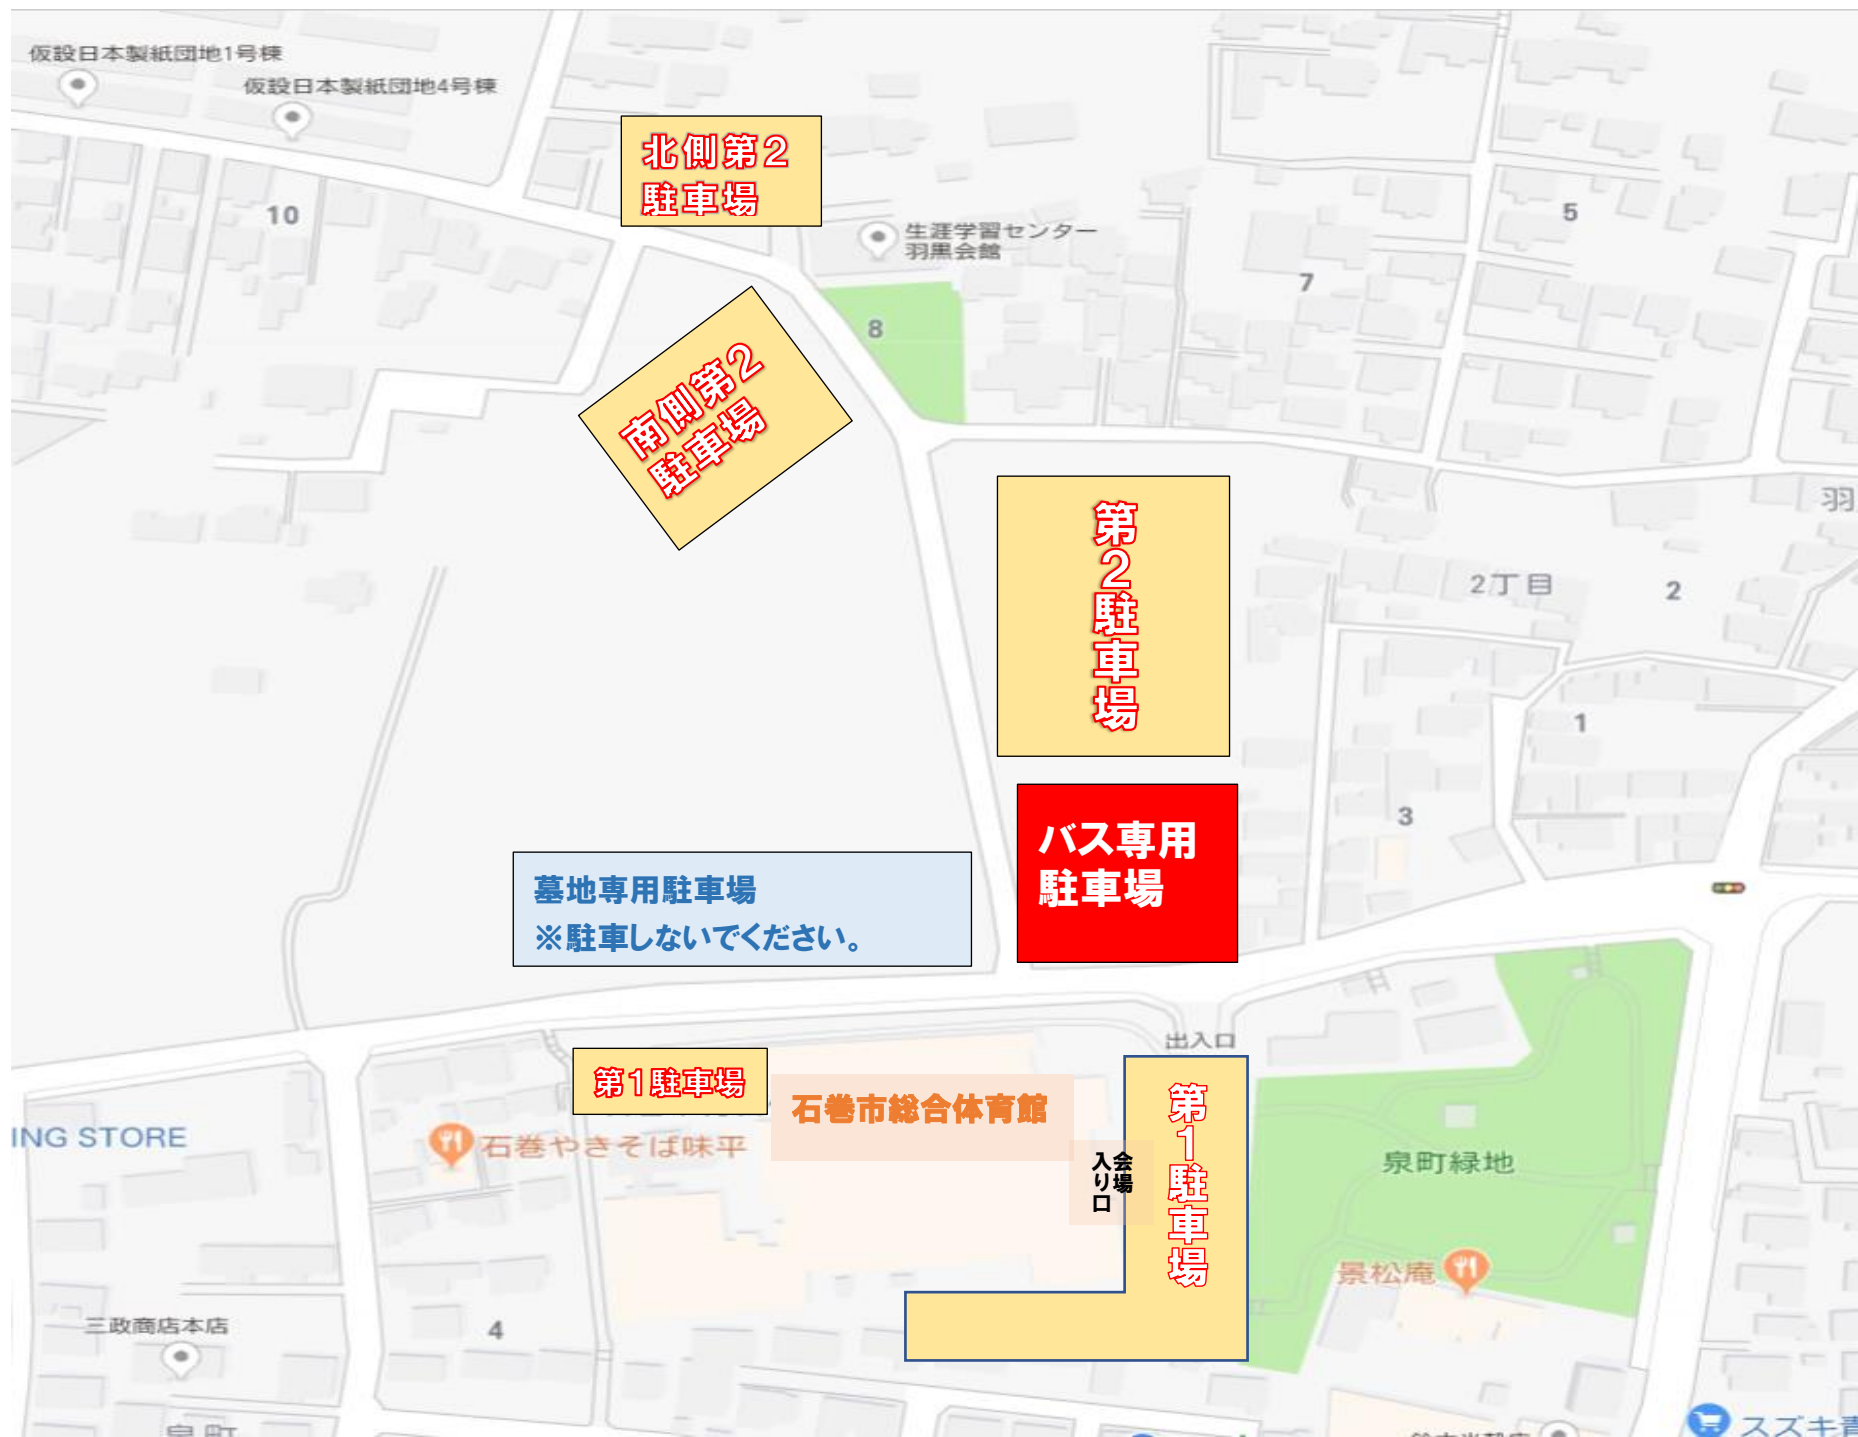 仮設日本製紙団地1号棟
仮設日本製紙団地4号棟
北側第2
駐車場
10
生涯学習センター
羽黒会館
5
7
8
南側第2
駐車場
羽
第2駐車場
2丁目
2
1
3
バス専用
駐車場
墓地専用駐車場
※駐車しないでください。
出入口
第1駐車場
石巻市総合体育館
第1駐車場
ING STORE
石巻やきそば味平
会場
入り口
泉町緑地
景松庵
三政商店本店
4
スズキ青